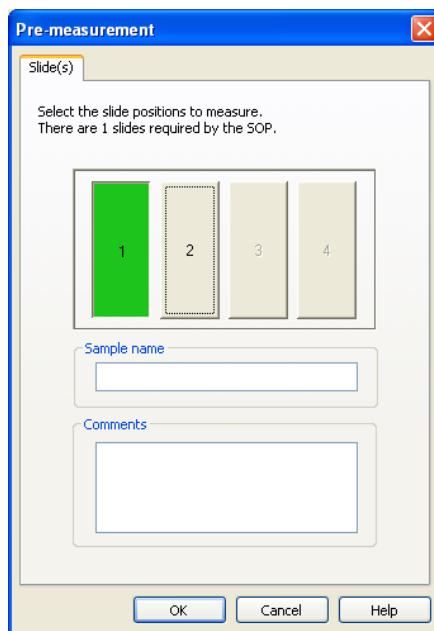 Pre-measurement
Slide(s)
Select the slide positions to measure.
There are 1 slides required by the SOP.
1 2 3 4
Sample name
Comments
OK Cancel Help